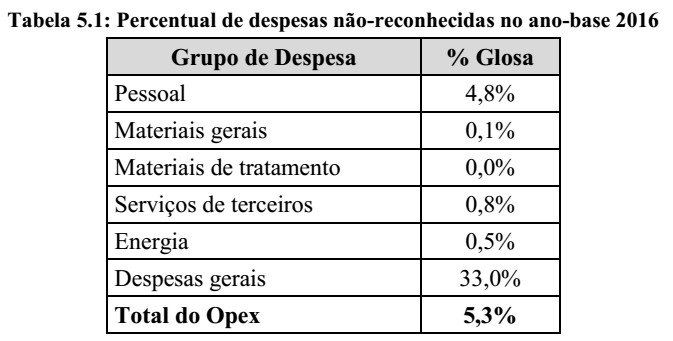 Tabela 5.1: Percentual de despesas não-reconhecidas no ano-base 2016
Grupo de Despesa % Glosa
Pessoal 4,8%
Materiais gerais 0,1%
Materiais de tratamento 0,0%
Serviços de terceiros 0,8%
Energia 0,5%
Despesas gerais 33,0%
Total do Opex 5,3%